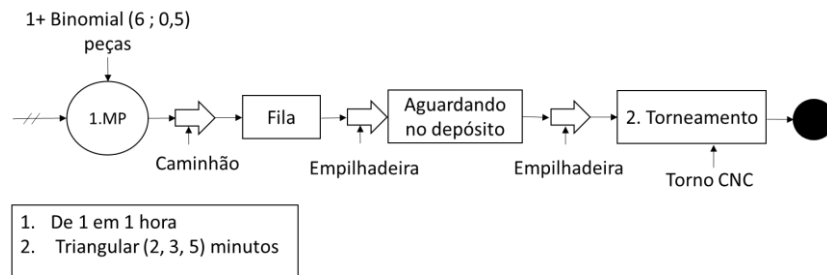 1+ Binomial (6 ; 0,5)
peças
1.MP
Fila
Aguardando
no depósito
2. Torneamento
Caminhão
Empilhadeira
Empilhadeira
Torno CNC
1. De 1 em 1 hora
2. Triangular (2, 3, 5) minutos